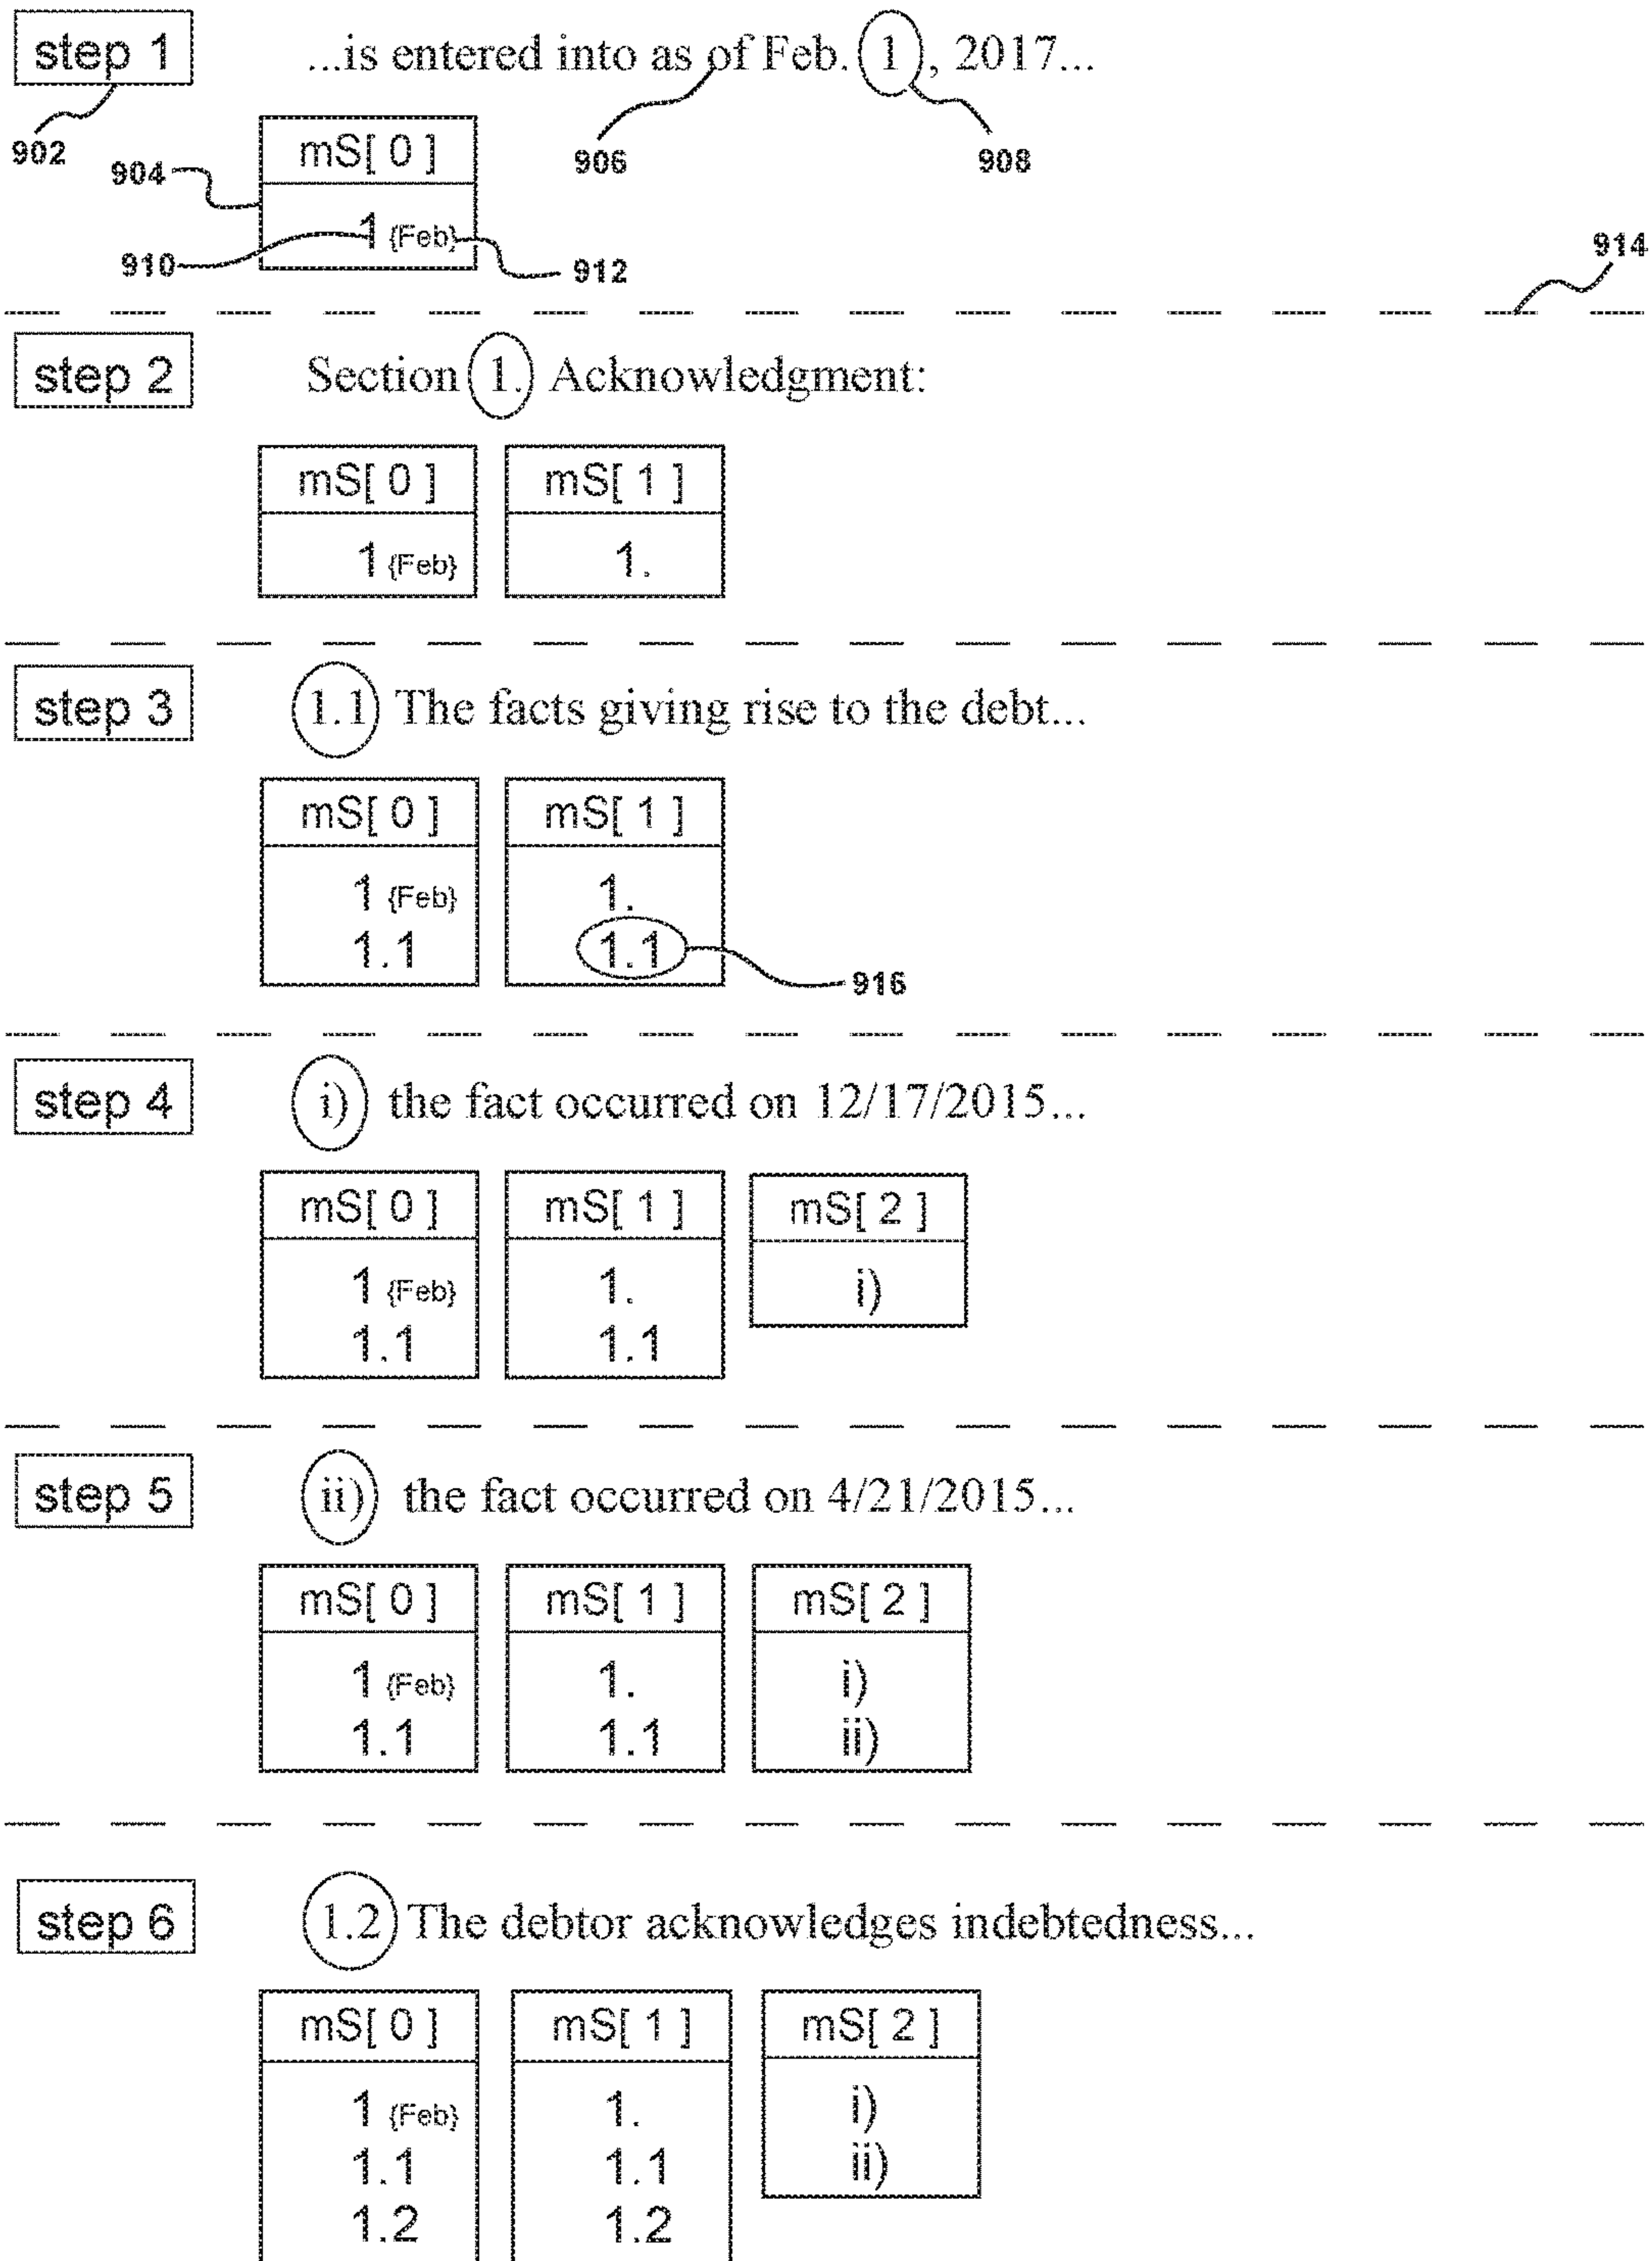 step 1 ...is entered into as of Feb. 1, 2017...
902 904 mS[ 0 ] 906 908
1 {Feb}
910 912 914
step 2 Section 1. Acknowledgment:
mS[ 0 ] mS[ 1 ]
1 {Feb} 1.
step 3 1.1 The facts giving rise to the debt...
mS[ 0 ] mS[ 1 ]
1 {Feb} 1.
1.1 1.1
916
step 4 i) the fact occurred on 12/17/2015...
mS[ 0 ] mS[ 1 ] mS[ 2 ]
1 {Feb} 1. i)
1.1 1.1
step 5 ii) the fact occurred on 4/21/2015...
mS[ 0 ] mS[ 1 ] mS[ 2 ]
1 {Feb} 1. i)
1.1 1.1 ii)
step 6 1.2 The debtor acknowledges indebtedness...
mS[ 0 ] mS[ 1 ] mS[ 2 ]
1 {Feb} 1. i)
1.1 1.1 ii)
1.2 1.2